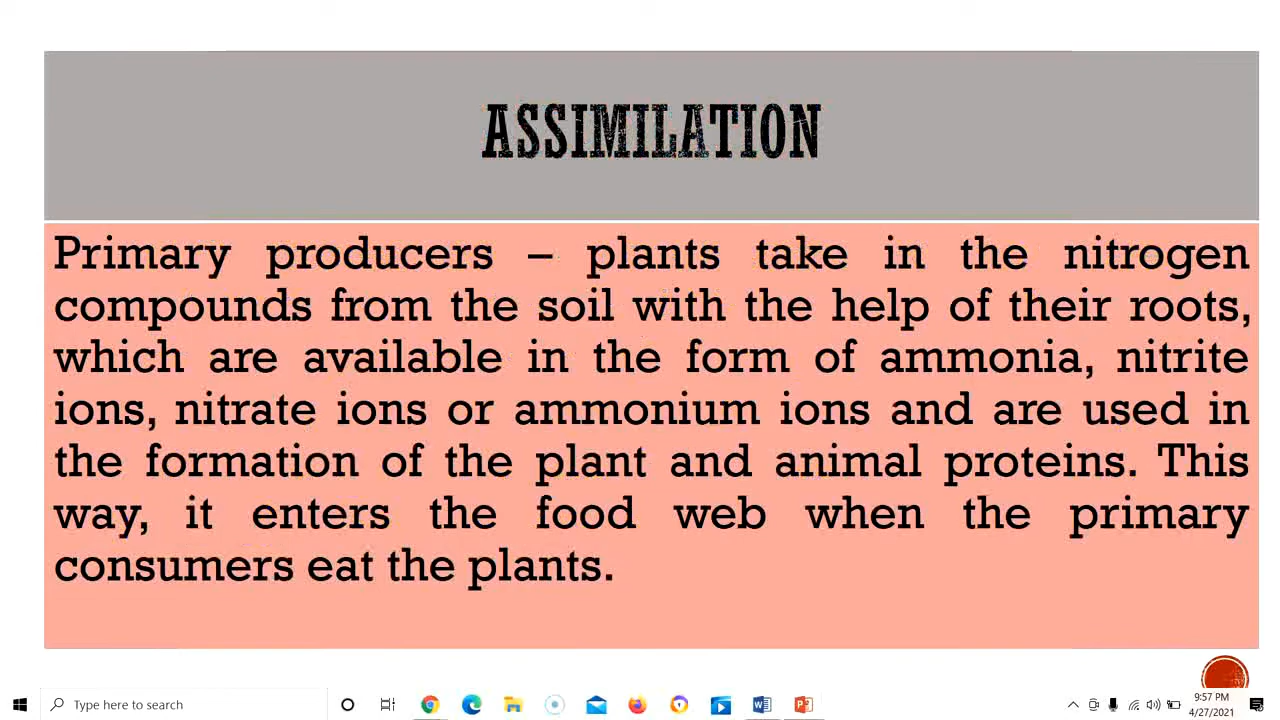 ASSIMILATION
Primary producers – plants take in the nitrogen
compounds from the soil with the help of their roots,
which are available in the form of ammonia, nitrite
ions, nitrate ions or ammonium ions and are used in
the formation of the plant and animal proteins. This
way, it enters the food web when the primary
consumers eat the plants.
Type here to search
9:57 PM
4/27/2021